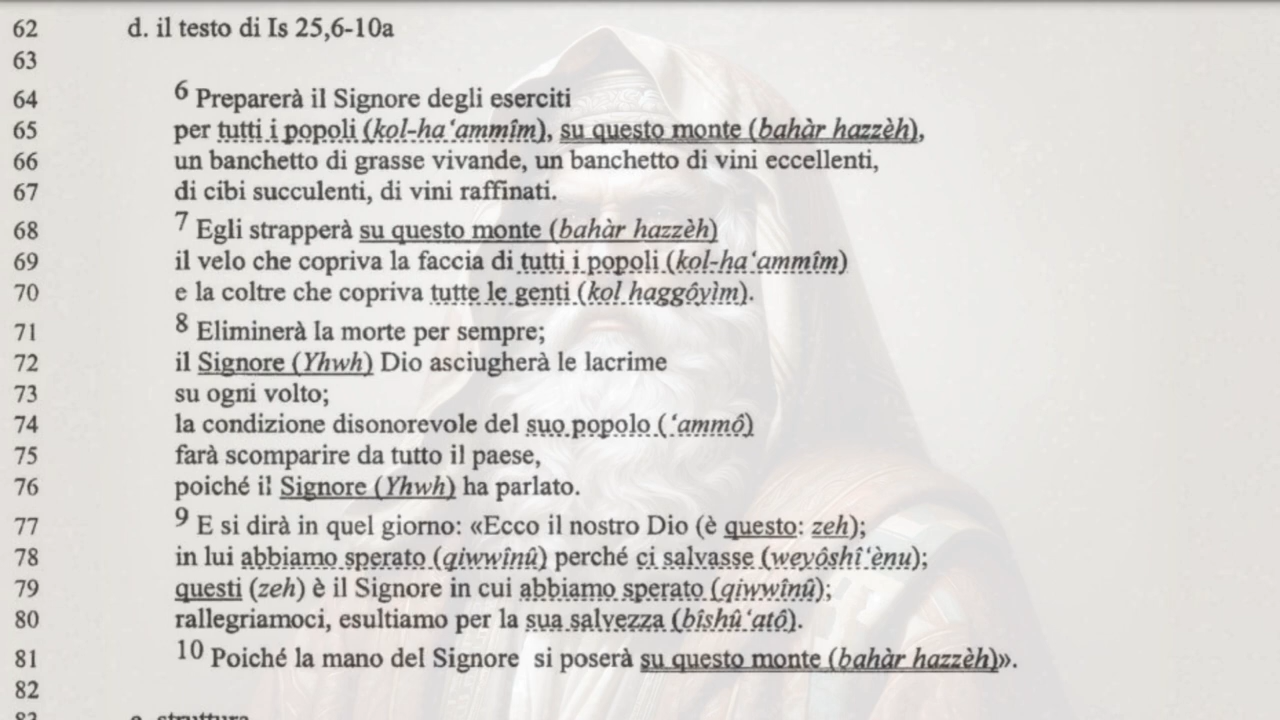 62 d. il testo di Is 25,6-10a
63
64 6 Preparerà il Signore degli eserciti
65 per tutti i popoli (kol-ha‘ammîm), su questo monte (bahàr hazzèh),
66 un banchetto di grasse vivande, un banchetto di vini eccellenti,
67 di cibi succulenti, di vini raffinati.
68 7 Egli strapperà su questo monte (bahàr hazzèh)
69 il velo che copriva la faccia di tutti i popoli (kol-ha‘ammîm)
70 e la coltre che copriva tutte le genti (kol haggôyìm).
71 8 Eliminerà la morte per sempre;
72 il Signore (Yhwh) Dio asciugherà le lacrime
73 su ogni volto;
74 la condizione disonorevole del suo popolo (‘ammô)
75 farà scomparire da tutto il paese,
76 poiché il Signore (Yhwh) ha parlato.
77 9 E si dirà in quel giorno: «Ecco il nostro Dio (è questo: zeh);
78 in lui abbiamo sperato (qiwwînû) perché ci salvasse (weyôshî‘ènu);
79 questi (zeh) è il Signore in cui abbiamo sperato (qiwwînû);
80 rallegriamoci, esultiamo per la sua salvezza (bîshû‘atô).
81 10 Poiché la mano del Signore si poserà su questo monte (bahàr hazzèh)».
82
83 e. struttura